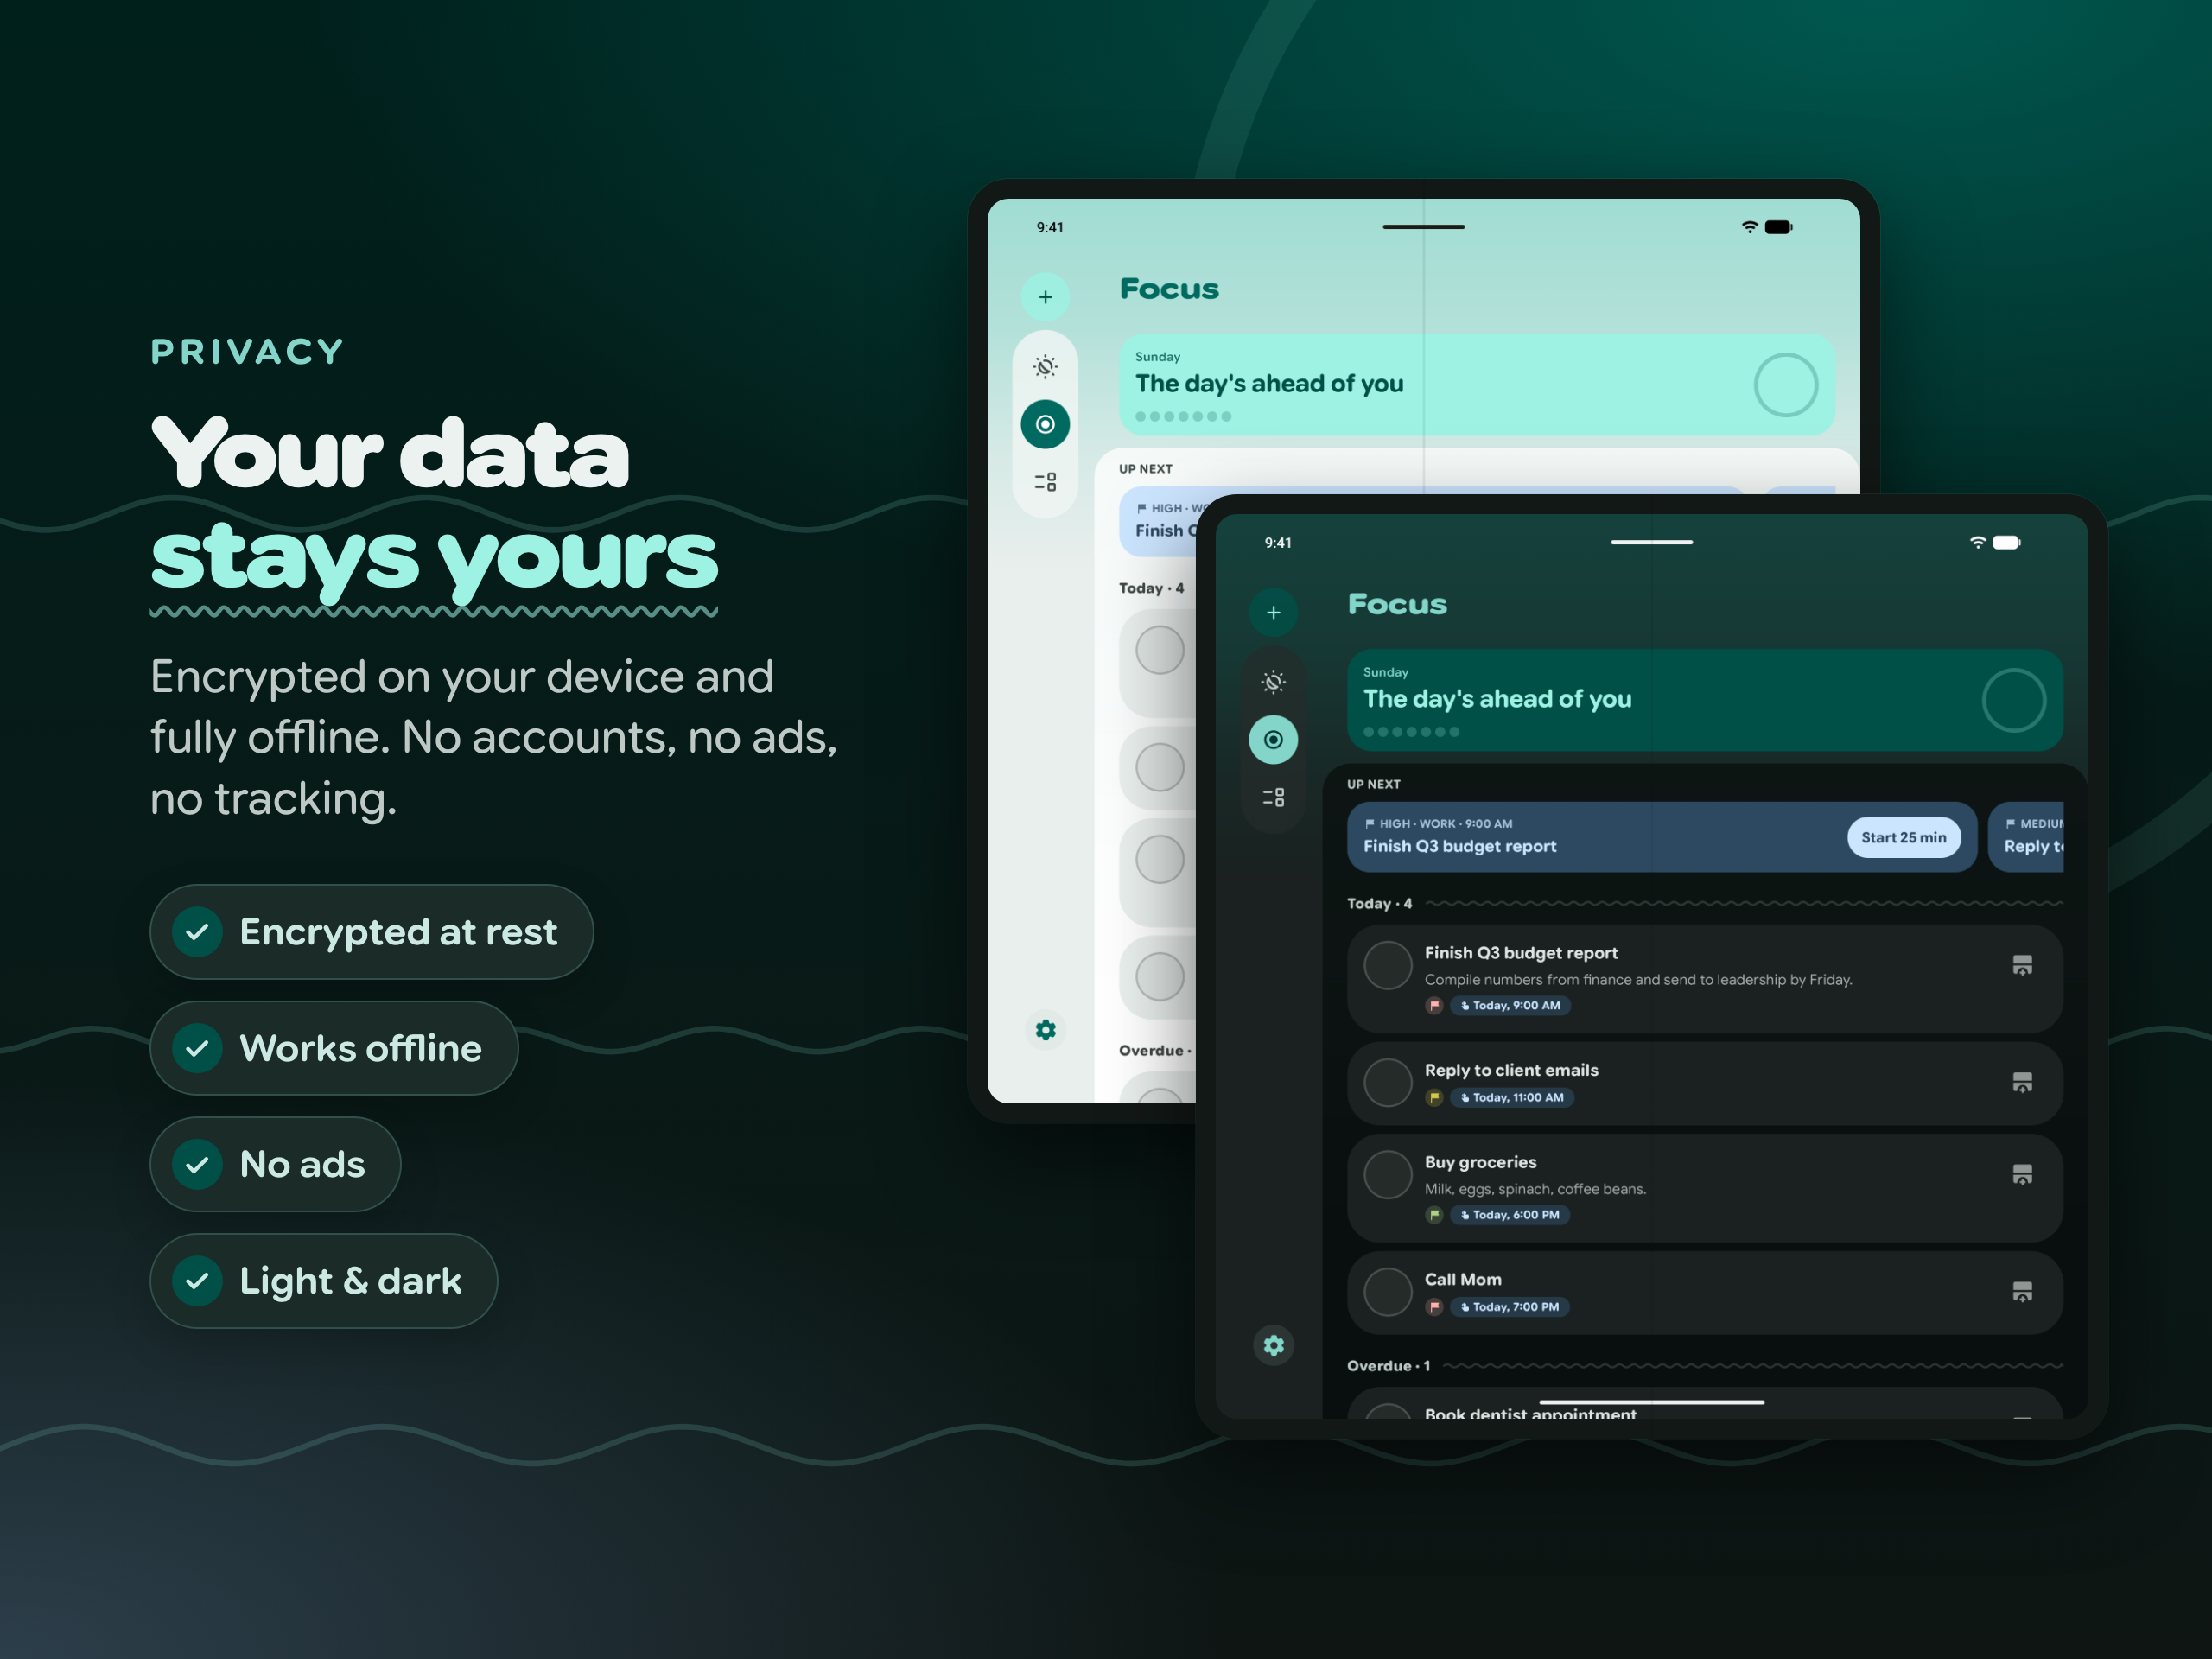 PRIVACY
Your data
stays yours
Encrypted on your device and
fully offline. No accounts, no ads,
no tracking.
Encrypted at rest
Works offline
No ads
Light & dark
9:41
Focus
Sunday
The day's ahead of you
UP NEXT
HIGH
Finish
Today · 4
Overdue ·
9:41
Focus
Sunday
The day's ahead of you
UP NEXT
HIGH · WORK · 9:00 AM
Finish Q3 budget report
Start 25 min
MEDIUM
Reply to
Today · 4
Finish Q3 budget report
Compile numbers from finance and send to leadership by Friday.
Today, 9:00 AM
Reply to client emails
Today, 11:00 AM
Buy groceries
Milk, eggs, spinach, coffee beans.
Today, 6:00 PM
Call Mom
Today, 7:00 PM
Overdue · 1
Book dentist appointment